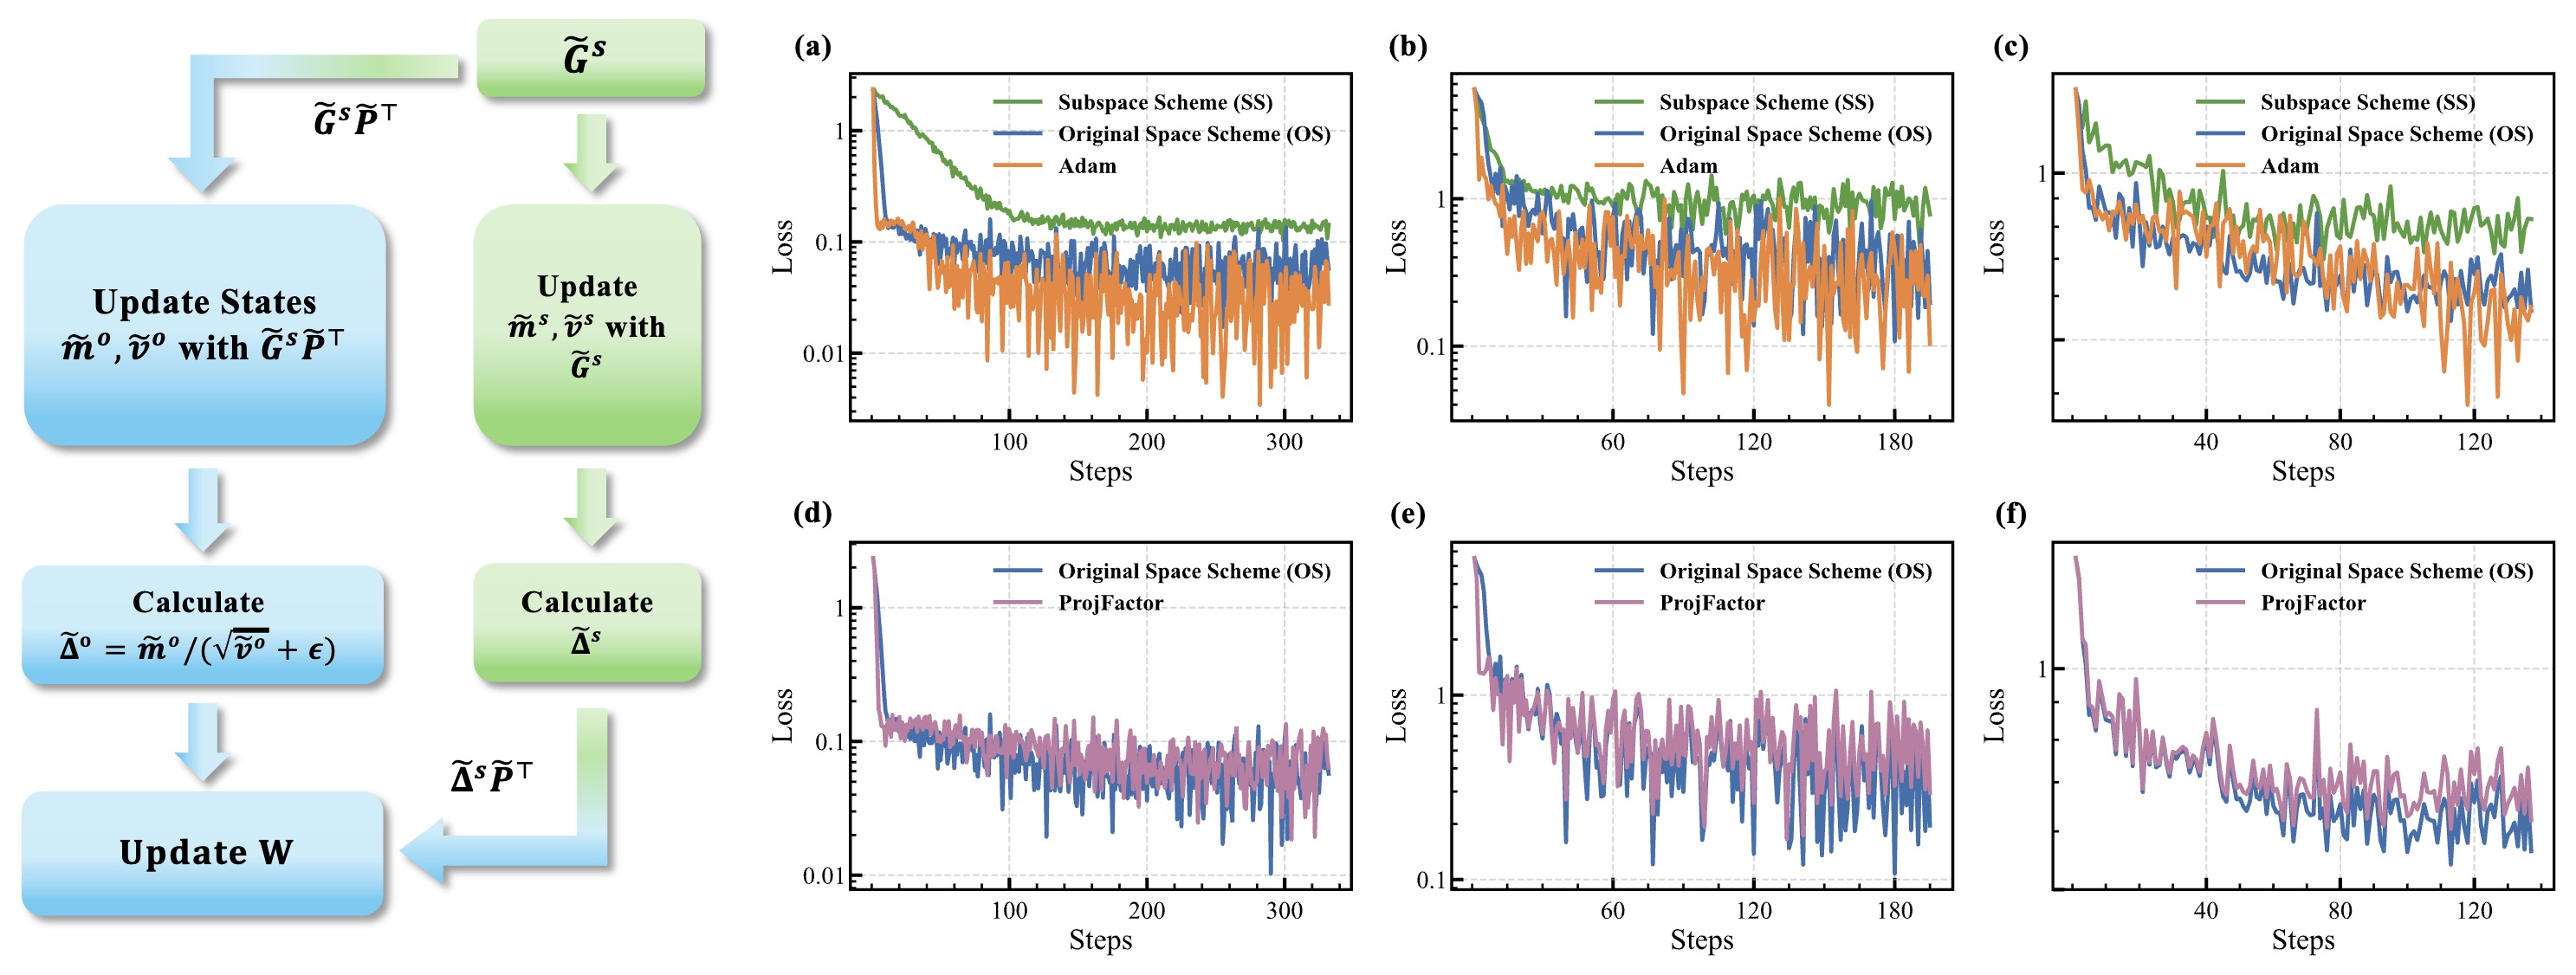 G̃ˢ
G̃ˢP̃⊤
Update States
m̃ᵒ, ṽᵒ with G̃ˢP̃⊤
Update
m̃ˢ, ṽˢ with
G̃ˢ
Calculate
Δ̃ᵒ = m̃ᵒ/(√ṽᵒ + ϵ)
Calculate
Δ̃ˢ
Δ̃ˢP̃⊤
Update W
(a)
Subspace Scheme (SS)
Original Space Scheme (OS)
Adam
Loss
1
0.1
0.01
100
200
300
Steps
(b)
Subspace Scheme (SS)
Original Space Scheme (OS)
Adam
Loss
1
0.1
60
120
180
Steps
(c)
Subspace Scheme (SS)
Original Space Scheme (OS)
Adam
Loss
1
40
80
120
Steps
(d)
Original Space Scheme (OS)
ProjFactor
Loss
1
0.1
0.01
100
200
300
Steps
(e)
Original Space Scheme (OS)
ProjFactor
Loss
1
0.1
60
120
180
Steps
(f)
Original Space Scheme (OS)
ProjFactor
Loss
1
40
80
120
Steps